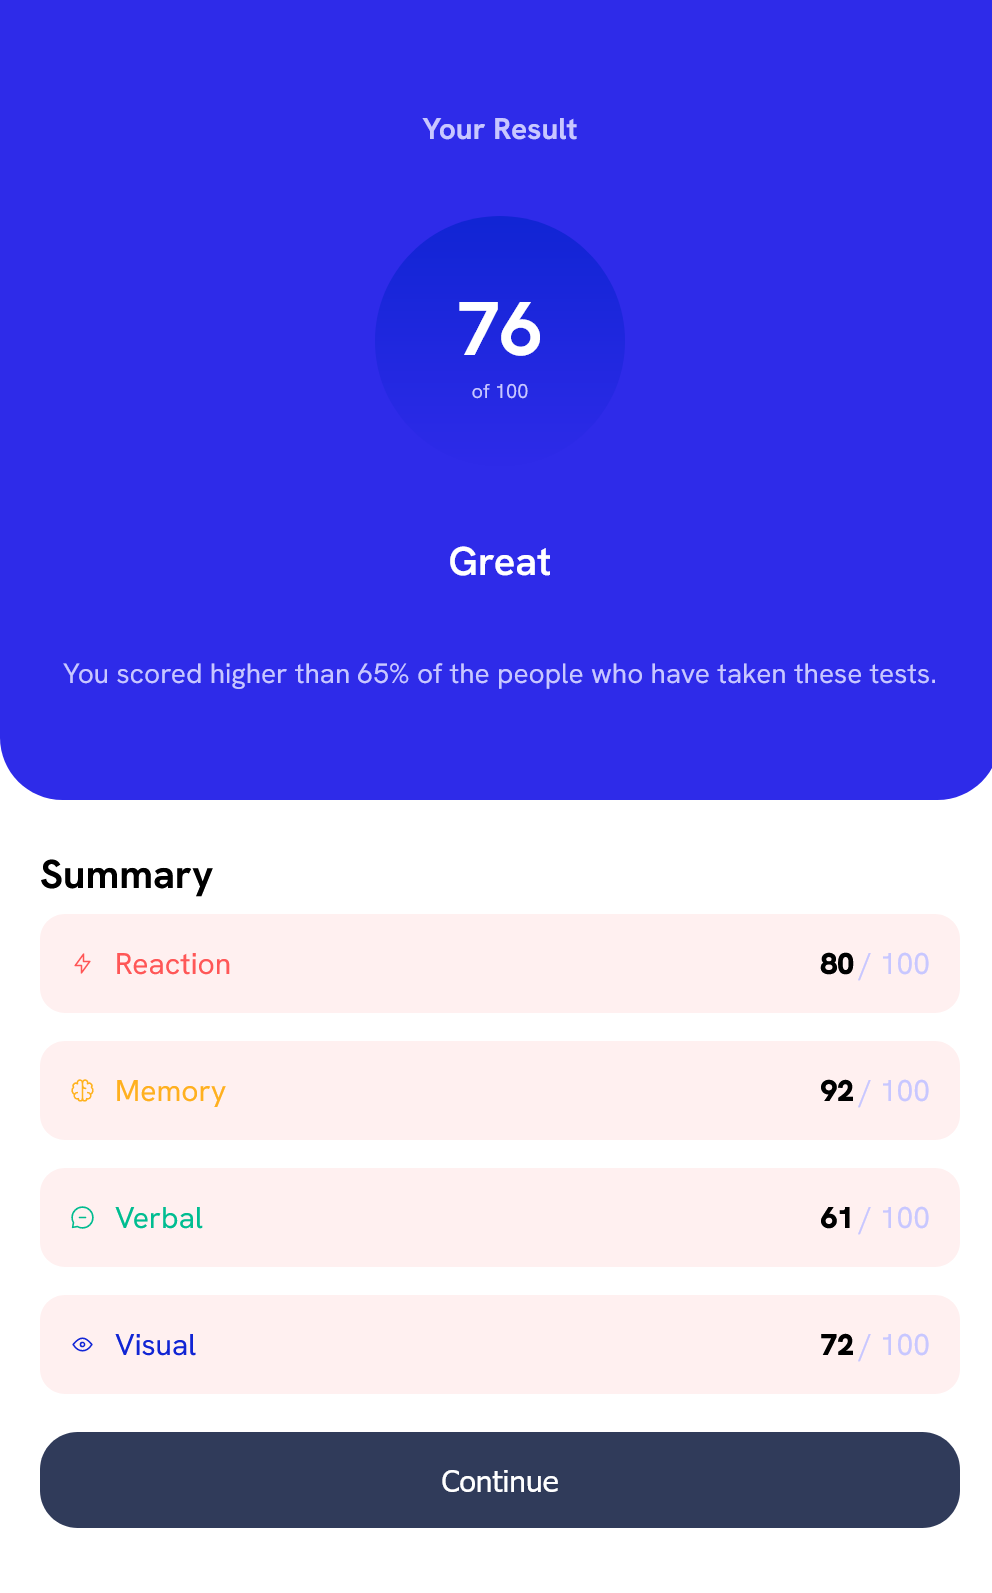 Your Result
76
of 100
Great
You scored higher than 65% of the people who have taken these tests.
Summary
Reaction 80 / 100
Memory 92 / 100
Verbal 61 / 100
Visual 72 / 100
Continue